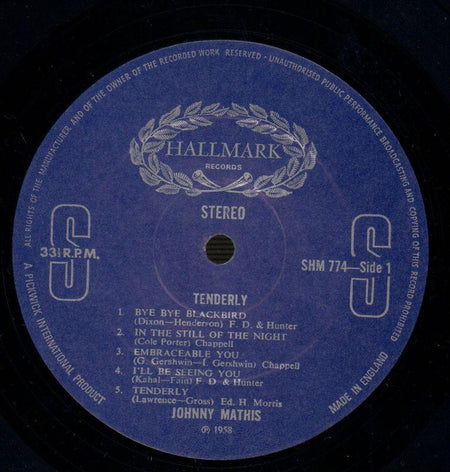 ALL RIGHTS OF THE MANUFACTURER AND OF THE OWNER OF THE RECORDED WORK RESERVED · UNAUTHORISED PUBLIC PERFORMANCE BROADCASTING AND COPYING OF THIS RECORD PROHIBITED
HALLMARK
RECORDS
STEREO
S
S
33⅓ R.P.M.
SHM 774—Side 1
TENDERLY
1. BYE BYE BLACKBIRD
(Dixon—Henderson) F. D. & Hunter
2. IN THE STILL OF THE NIGHT
(Cole Porter) Chappell
3. EMBRACEABLE YOU
(G. Gershwin—I. Gershwin) Chappell
4. I'LL BE SEEING YOU
(Kahal—Fain) F. D. & Hunter
5. TENDERLY
(Lawrence—Gross) Ed. H. Morris
JOHNNY MATHIS
℗ 1958
A PICKWICK INTERNATIONAL PRODUCT
MADE IN ENGLAND